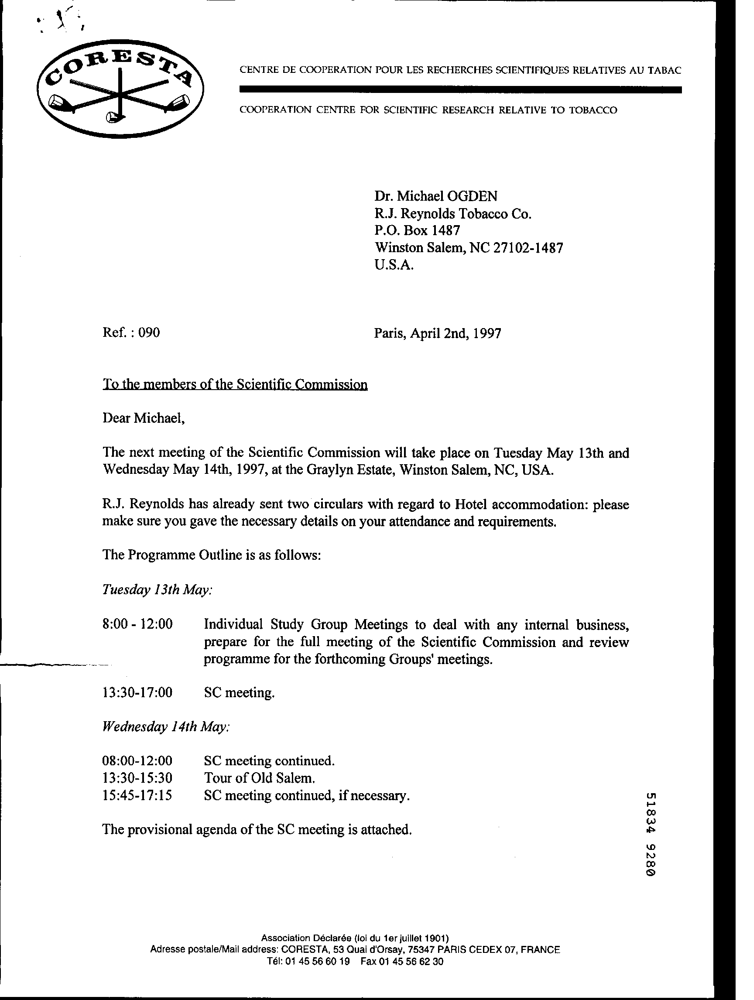 CORESTA
CENTRE DE COOPERATION POUR LES RECHERCHES SCIENTIFIQUES RELATIVES AU TABAC
COOPERATION CENTRE FOR SCIENTIFIC RESEARCH RELATIVE TO TOBACCO
Dr. Michael OGDEN
R.J. Reynolds Tobacco Co.
P.O. Box 1487
Winston Salem, NC 27102-1487
U.S.A.
Ref. : 090
Paris, April 2nd, 1997
To the members of the Scientific Commission
Dear Michael,
The next meeting of the Scientific Commission will take place on Tuesday May 13th and
Wednesday May 14th, 1997, at the Graylyn Estate, Winston Salem, NC, USA.
R.J. Reynolds has already sent two circulars with regard to Hotel accommodation: please
make sure you gave the necessary details on your attendance and requirements.
The Programme Outline is as follows:
Tuesday 13th May:
8:00 - 12:00 Individual Study Group Meetings to deal with any internal business,
prepare for the full meeting of the Scientific Commission and review
programme for the forthcoming Groups' meetings.
13:30-17:00 SC meeting.
Wednesday 14th May:
08:00-12:00 SC meeting continued.
13:30-15:30 Tour of Old Salem.
15:45-17:15 SC meeting continued, if necessary.
The provisional agenda of the SC meeting is attached.
51834 9280
Association Déclarée (loi du 1er juillet 1901)
Adresse postale/Mail address: CORESTA, 53 Quai d'Orsay, 75347 PARIS CEDEX 07, FRANCE
Tél: 01 45 56 60 19 Fax 01 45 56 62 30